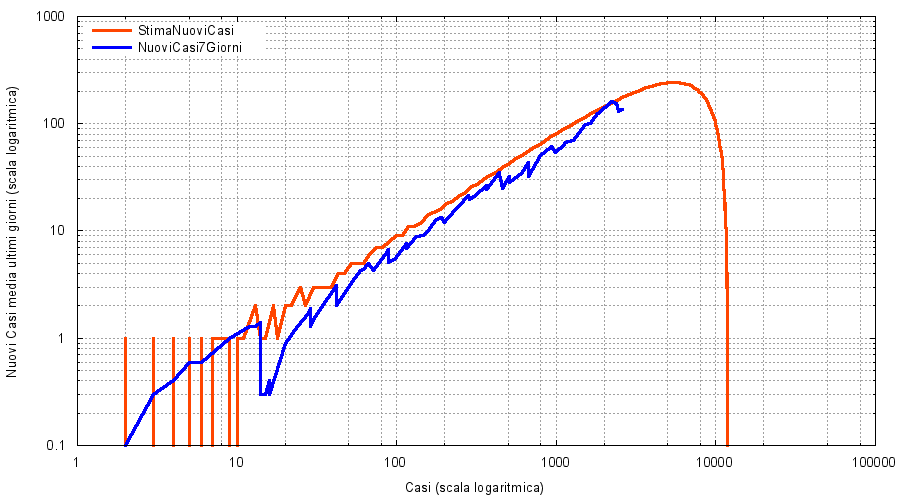 1000
StimaNuoviCasi
NuoviCasi7Giorni
100
10
1
0.1
Nuovi Casi media ultimi giorni (scala logaritmica)
1 10 100 1000 10000 100000
Casi (scala logaritmica)